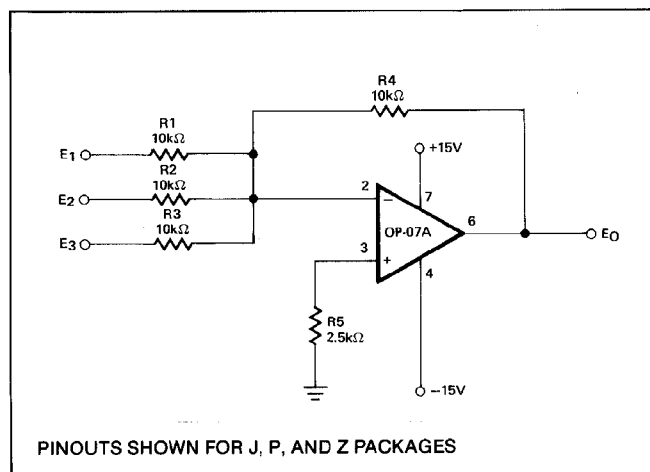 R4
10kΩ
R1
10kΩ
+15V
E1
R2
10kΩ
2
7
E2
−
R3
10kΩ
OP-07A
6
EO
3
E3
+
4
R5
2.5kΩ
−15V
PINOUTS SHOWN FOR J, P, AND Z PACKAGES